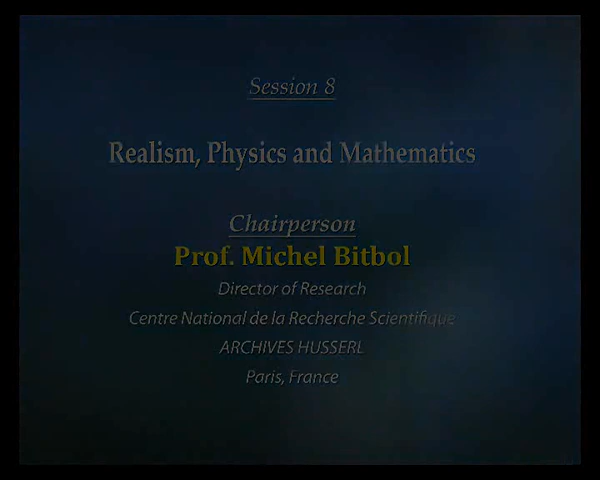 Session 8
Realism, Physics and Mathematics
Chairperson
Prof. Michel Bitbol
Director of Research
Centre National de la Recherche Scientifique
ARCHIVES HUSSERL
Paris, France